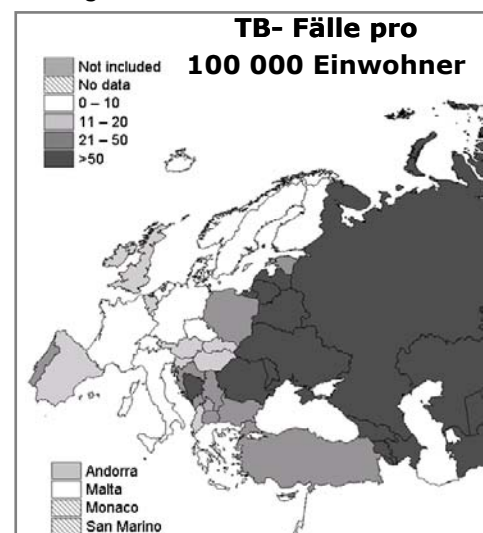 TB- Fälle pro
100 000 Einwohner
Not included
No data
0 – 10
11 – 20
21 – 50
>50
Andorra
Malta
Monaco
San Marino